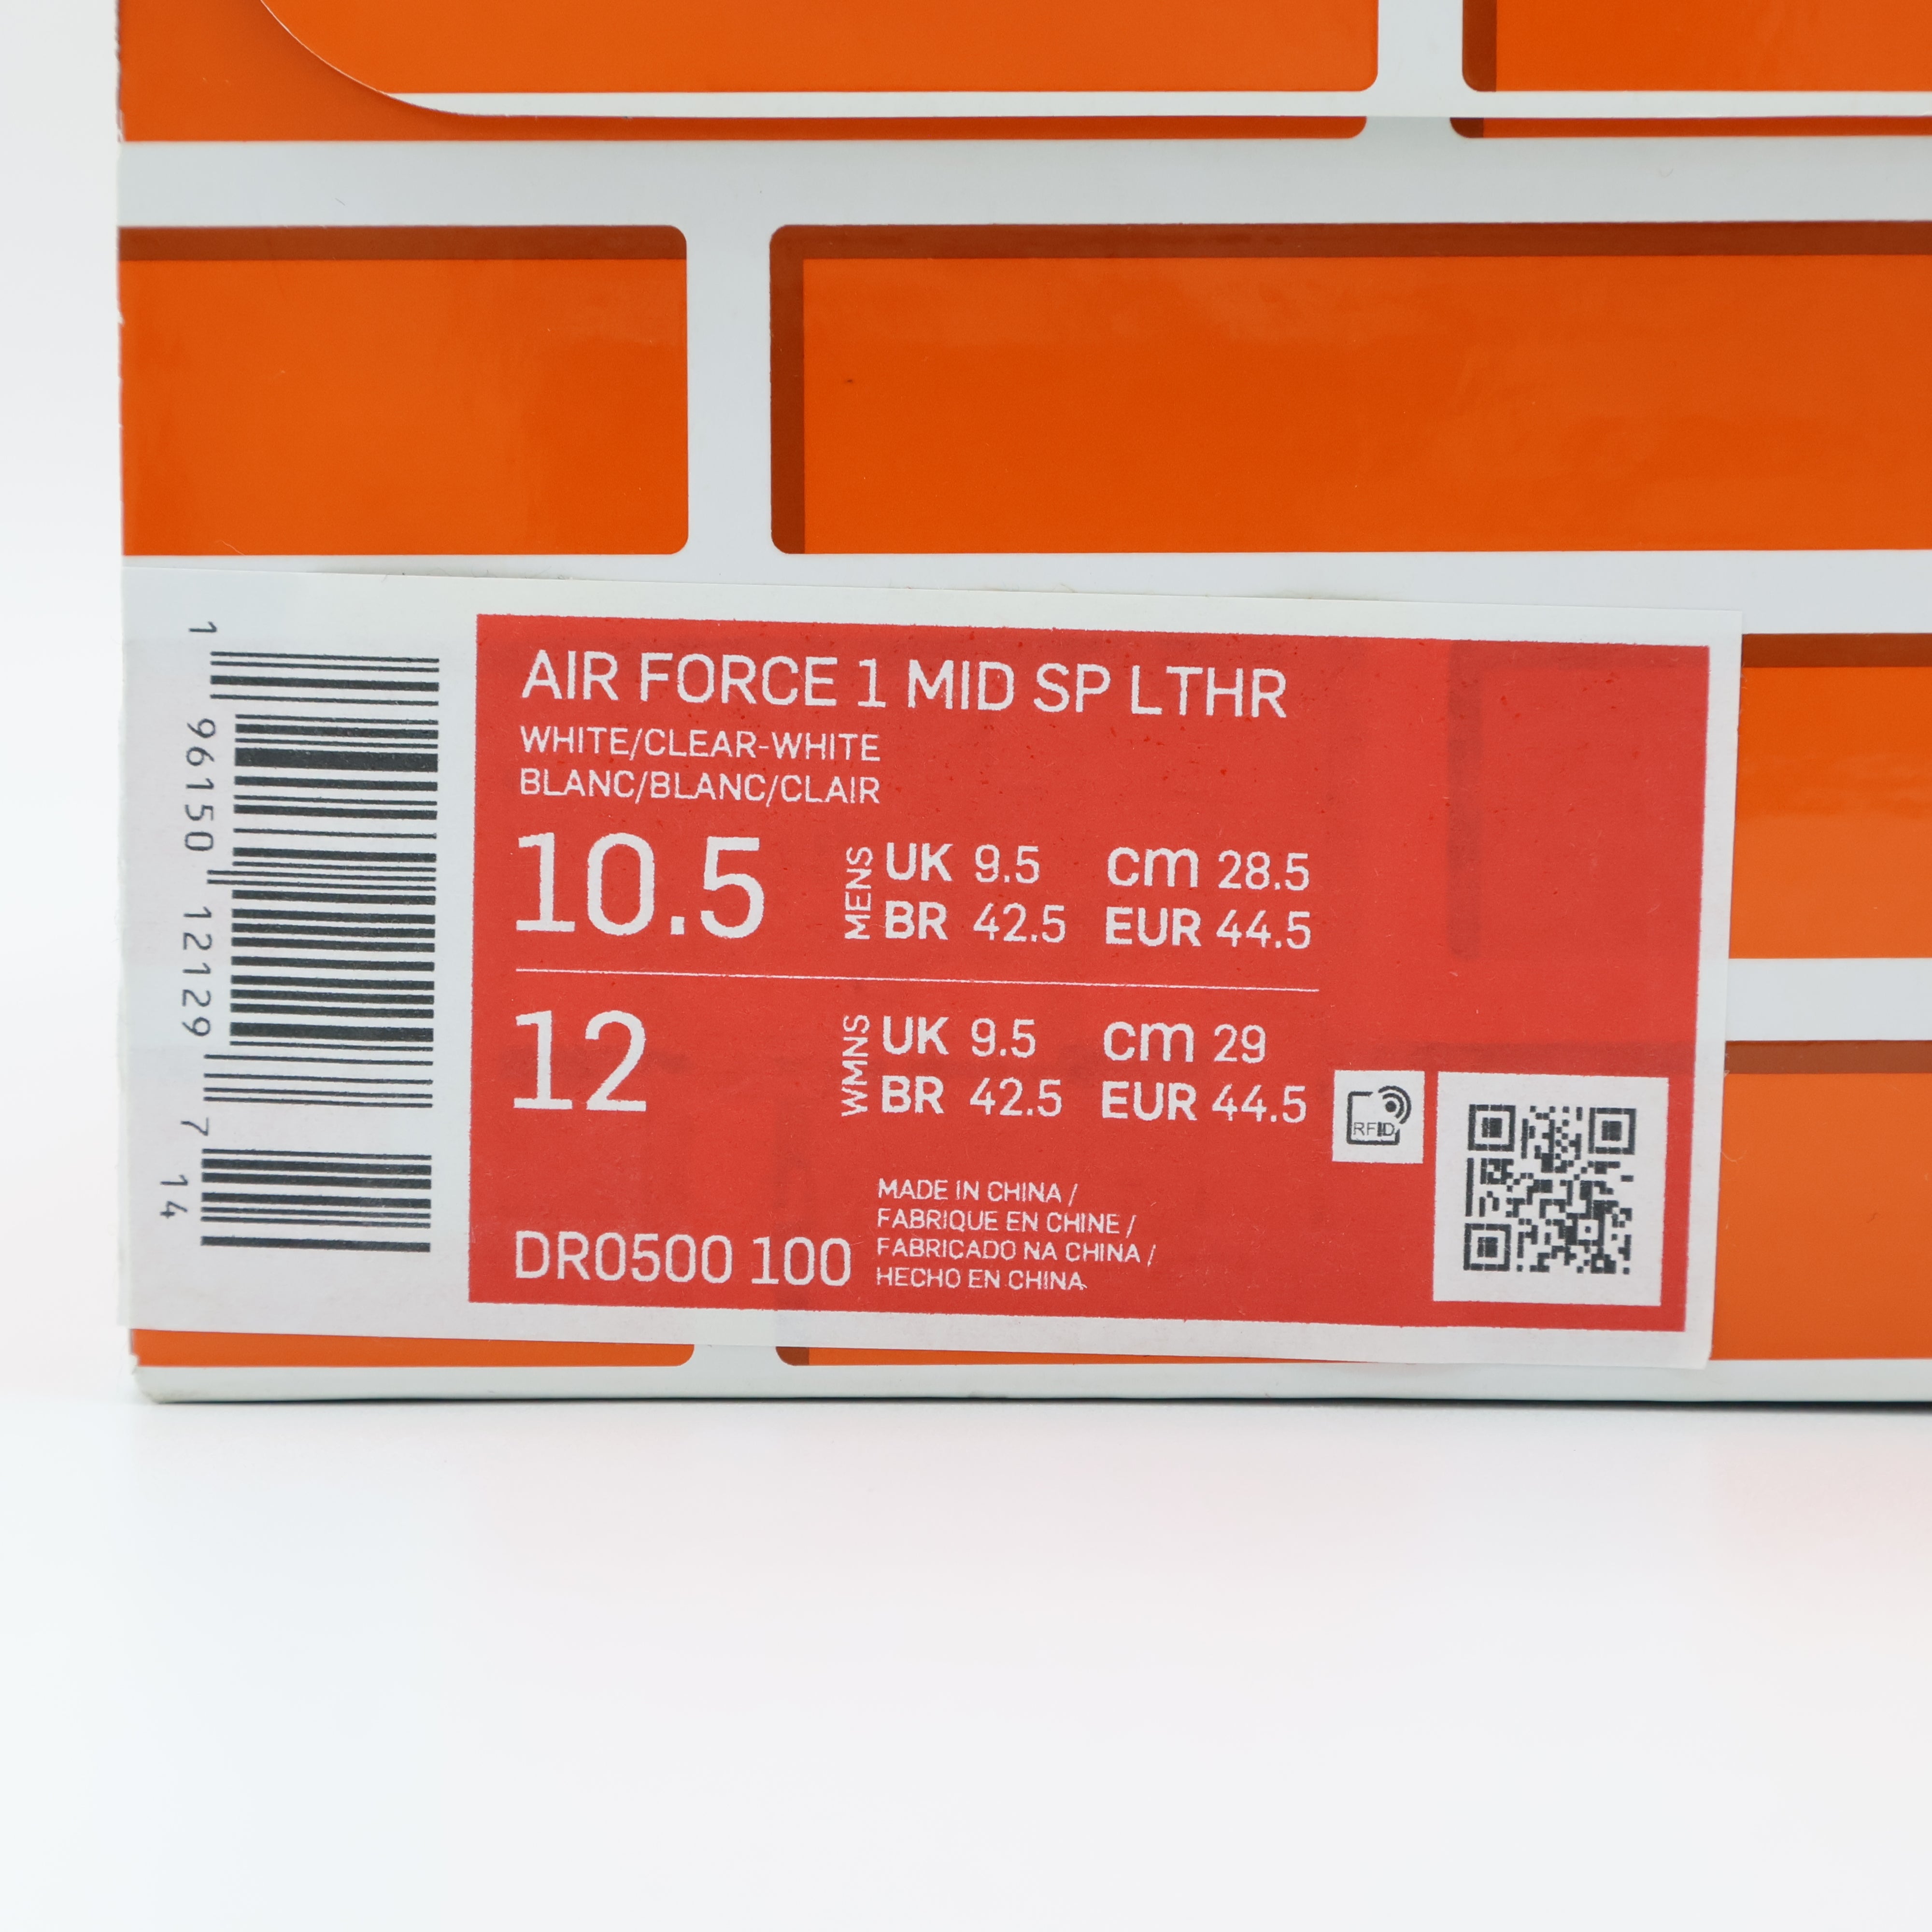 1 96150 12129 7 14
AIR FORCE 1 MID SP LTHR
WHITE/CLEAR-WHITE
BLANC/BLANC/CLAIR
10.5 MENS UK 9.5 cm 28.5
BR 42.5 EUR 44.5
12 WMNS UK 9.5 cm 29
BR 42.5 EUR 44.5
RFID
MADE IN CHINA /
FABRIQUE EN CHINE /
FABRICADO NA CHINA /
HECHO EN CHINA
DR0500 100